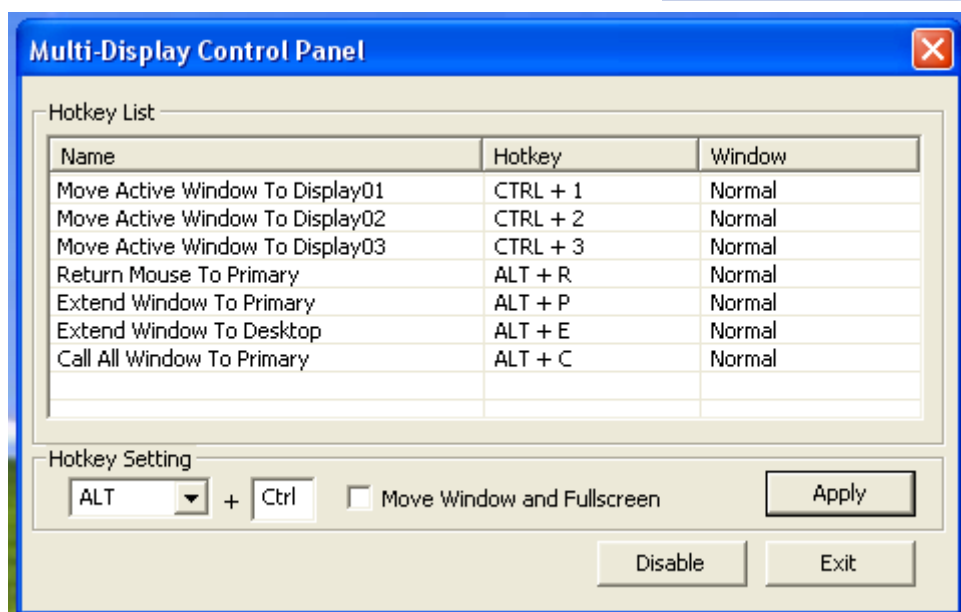 Multi-Display Control Panel
Hotkey List
Name Hotkey Window
Move Active Window To Display01 CTRL + 1 Normal
Move Active Window To Display02 CTRL + 2 Normal
Move Active Window To Display03 CTRL + 3 Normal
Return Mouse To Primary ALT + R Normal
Extend Window To Primary ALT + P Normal
Extend Window To Desktop ALT + E Normal
Call All Window To Primary ALT + C Normal
Hotkey Setting
ALT + Ctrl Move Window and Fullscreen Apply
Disable Exit